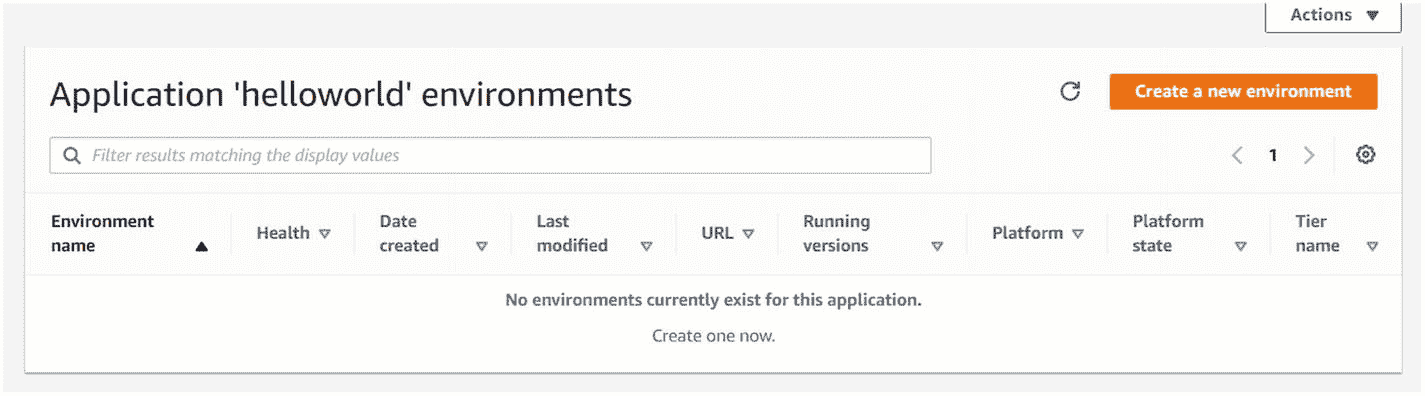 Actions
Application 'helloworld' environments
Create a new environment
Filter results matching the display values
1
Environment name
Health
Date created
Last modified
URL
Running versions
Platform
Platform state
Tier name
No environments currently exist for this application.
Create one now.